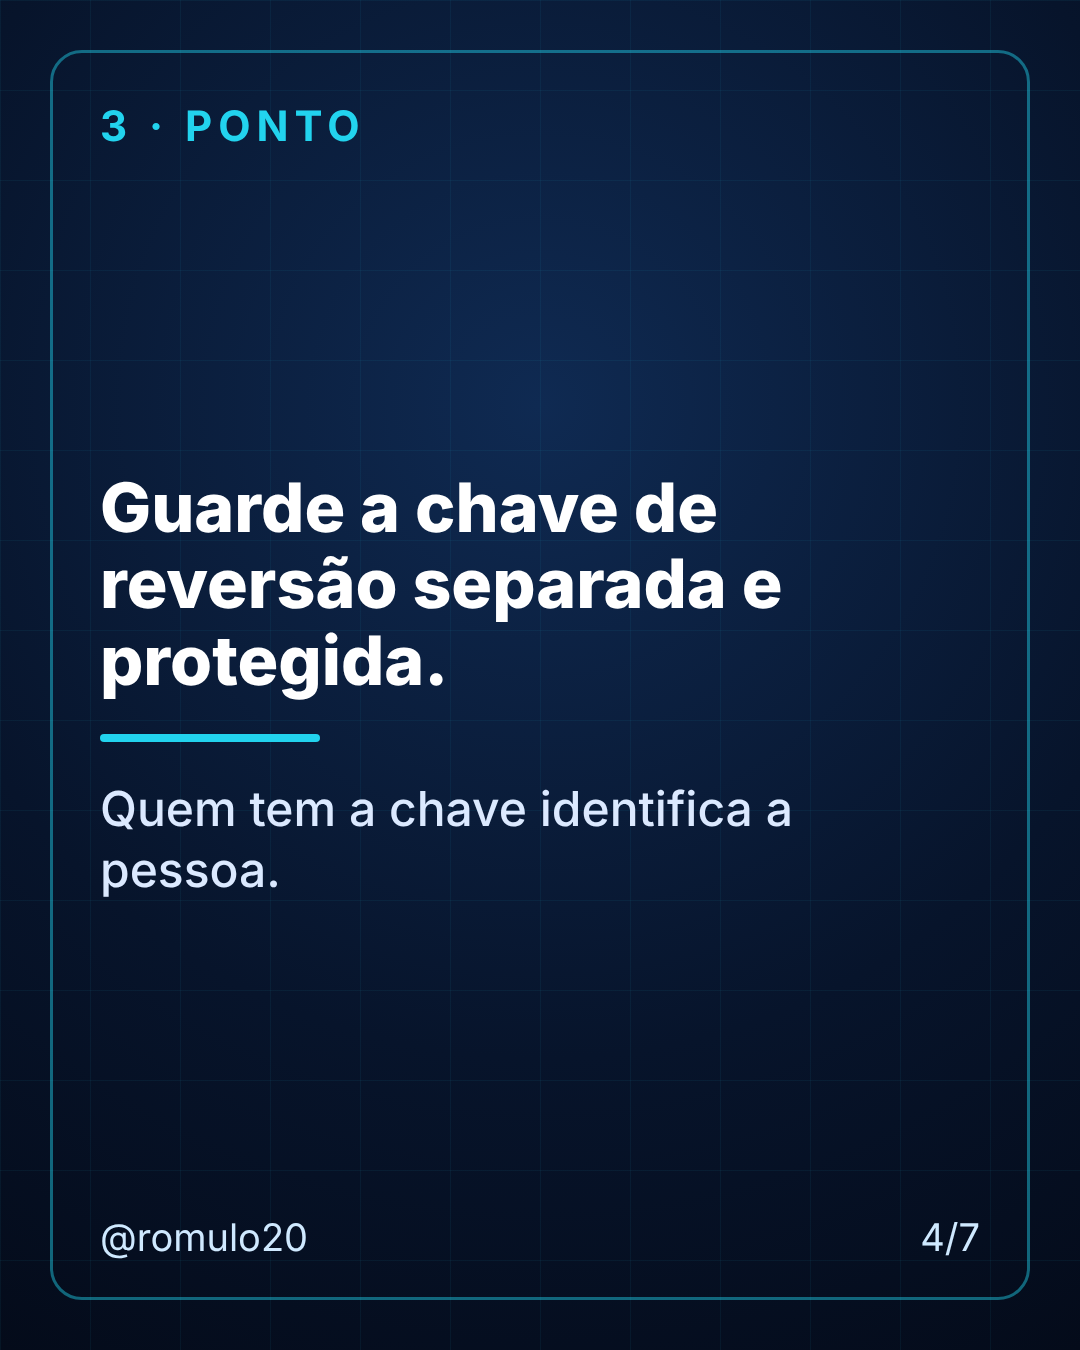 3 · PONTO
Guarde a chave de
reversão separada e
protegida.
Quem tem a chave identifica a
pessoa.
@romulo20
4/7